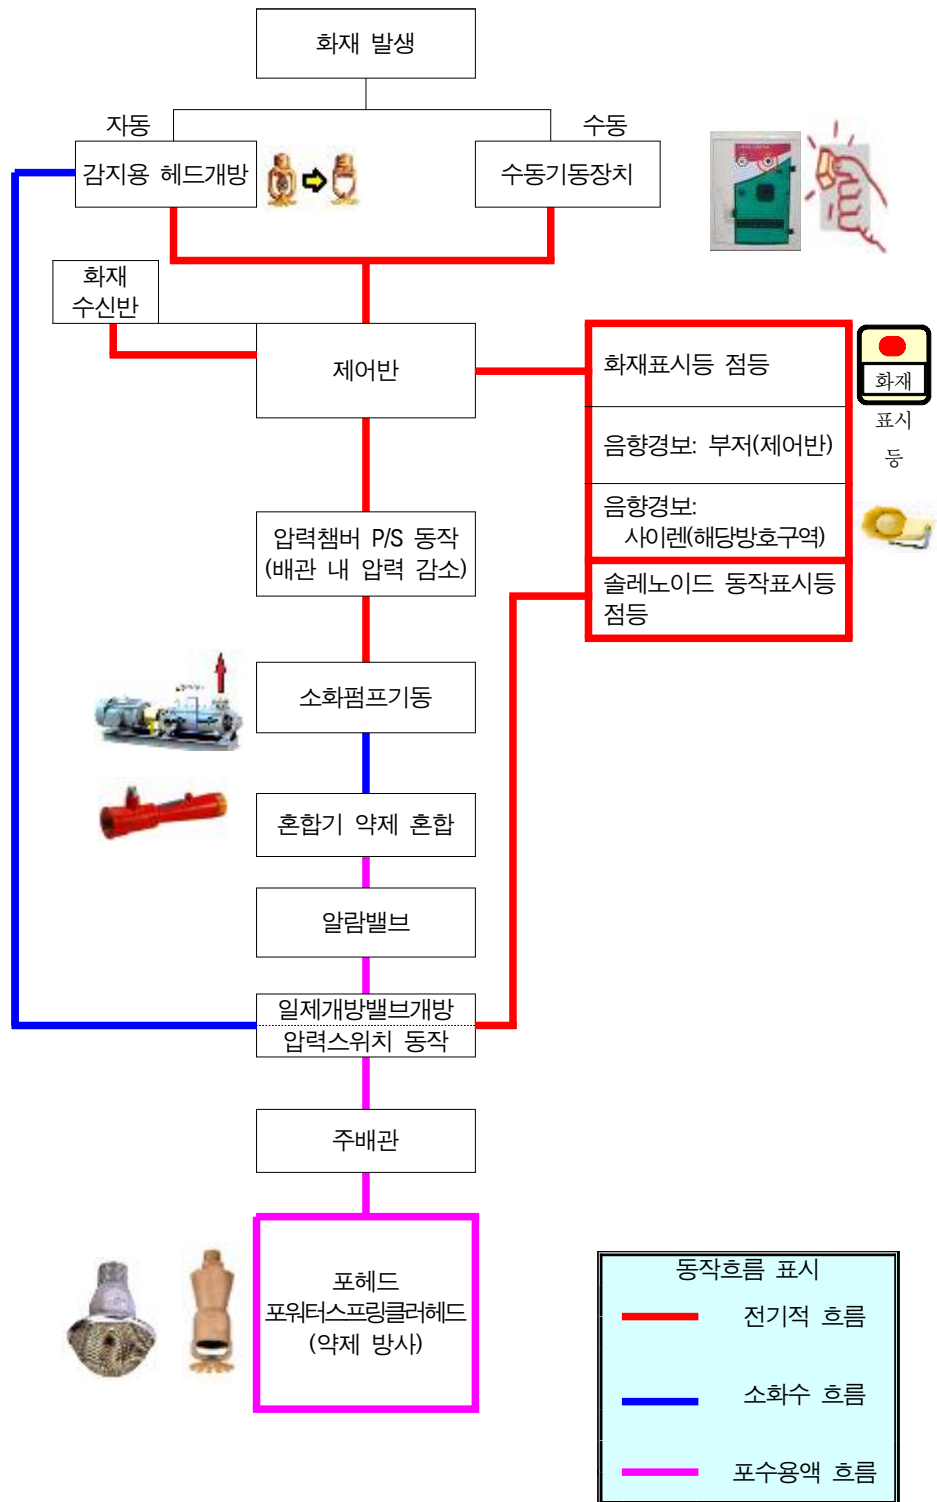 화재 발생
자동
수동
감지용 헤드개방
수동기동장치
화재
수신반
제어반
화재표시등 점등
화재
표시
등
음향경보: 부저(제어반)
음향경보:
사이렌(해당방호구역)
솔레노이드 동작표시등
점등
압력챔버 P/S 동작
(배관 내 압력 감소)
소화펌프기동
혼합기 약제 혼합
알람밸브
일제개방밸브개방
압력스위치 동작
주배관
포헤드
포워터스프링클러헤드
(약제 방사)
동작흐름 표시
전기적 흐름
소화수 흐름
포수용액 흐름